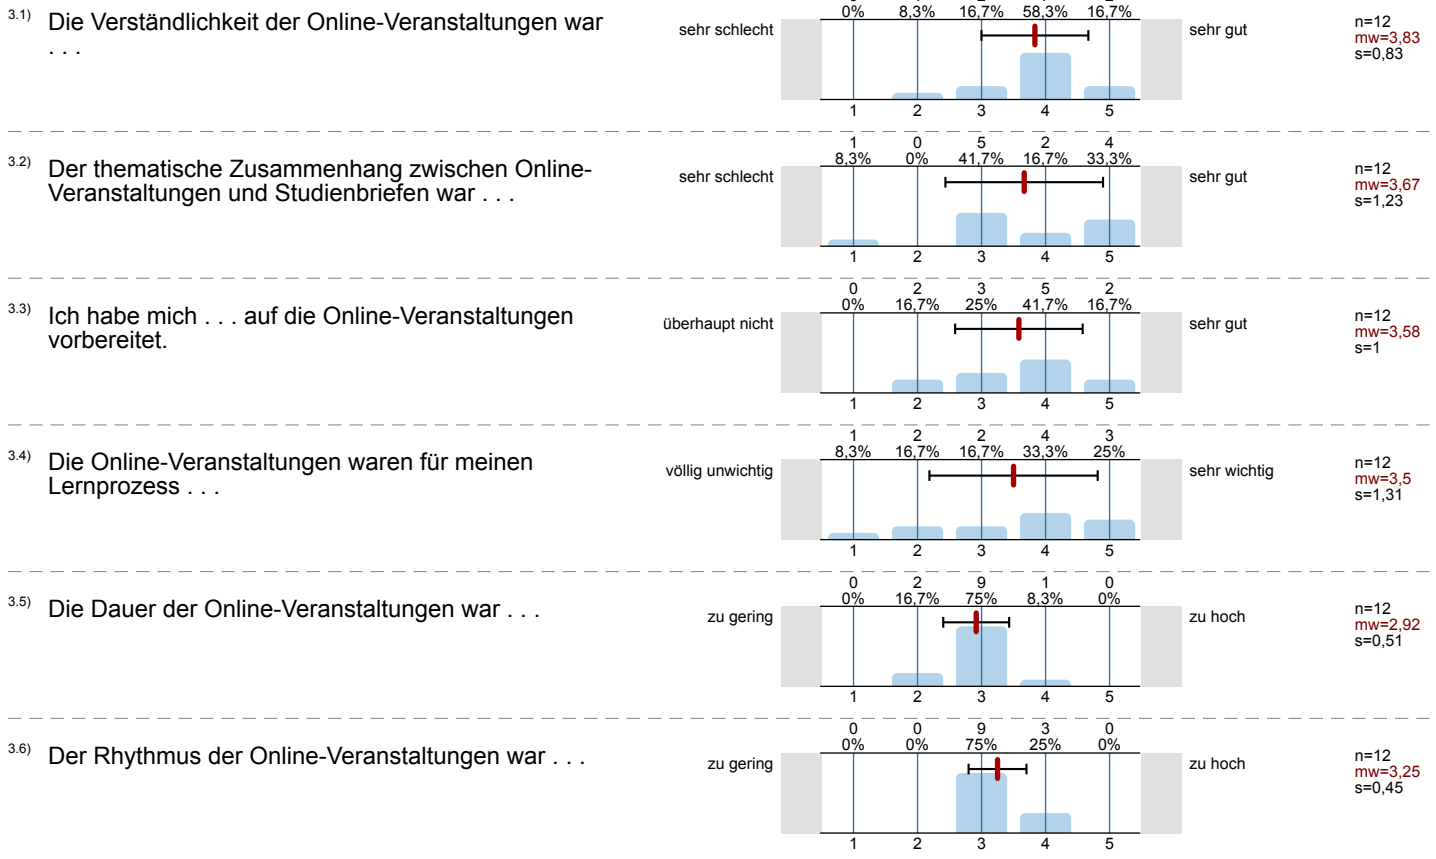 3.1) Die Verständlichkeit der Online-Veranstaltungen war
. . .
sehr schlecht
0% 8,3% 16,7% 58,3% 16,7%
sehr gut
n=12
mw=3,83
s=0,83
1 2 3 4 5
3.2) Der thematische Zusammenhang zwischen Online-
Veranstaltungen und Studienbriefen war . . .
sehr schlecht
1 0 5 2 4
8,3% 0% 41,7% 16,7% 33,3%
sehr gut
n=12
mw=3,67
s=1,23
1 2 3 4 5
3.3) Ich habe mich . . . auf die Online-Veranstaltungen
vorbereitet.
überhaupt nicht
0 2 3 5 2
0% 16,7% 25% 41,7% 16,7%
sehr gut
n=12
mw=3,58
s=1
1 2 3 4 5
3.4) Die Online-Veranstaltungen waren für meinen
Lernprozess . . .
völlig unwichtig
1 2 2 4 3
8,3% 16,7% 16,7% 33,3% 25%
sehr wichtig
n=12
mw=3,5
s=1,31
1 2 3 4 5
3.5) Die Dauer der Online-Veranstaltungen war . . .
zu gering
0 2 9 1 0
0% 16,7% 75% 8,3% 0%
zu hoch
n=12
mw=2,92
s=0,51
1 2 3 4 5
3.6) Der Rhythmus der Online-Veranstaltungen war . . .
zu gering
0 0 9 3 0
0% 0% 75% 25% 0%
zu hoch
n=12
mw=3,25
s=0,45
1 2 3 4 5